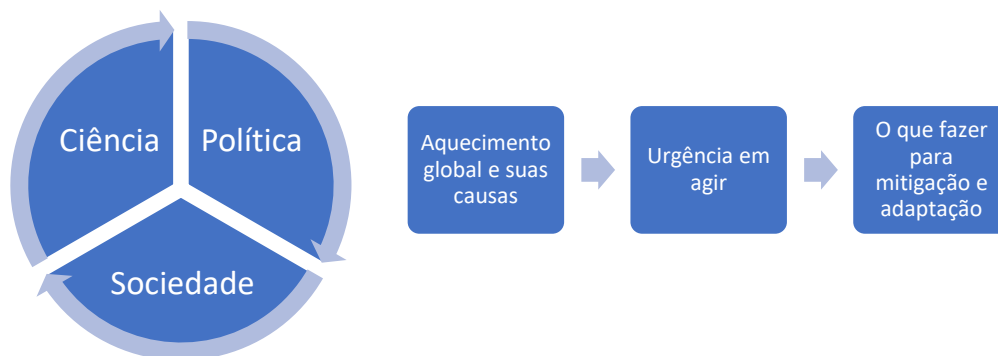 Ciência
Política
Sociedade
Aquecimento
global e suas
causas
Urgência em
agir
O que fazer
para
mitigação e
adaptação